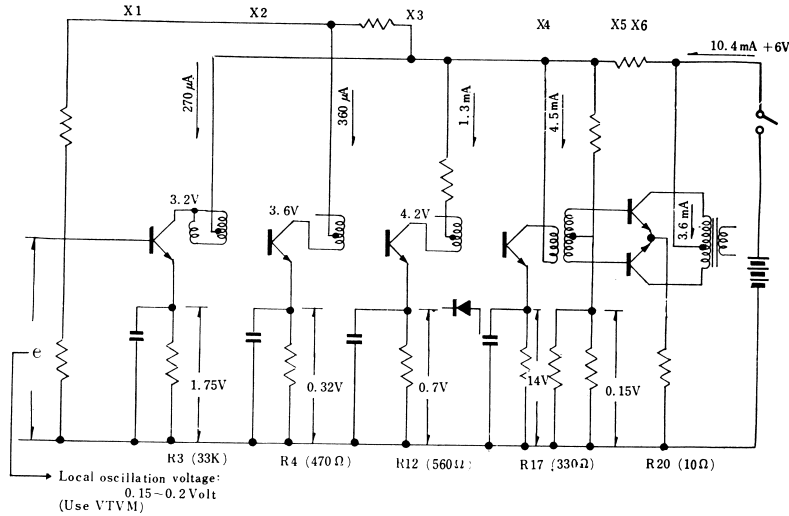 X1 X2 X3 X4 X5 X6
10.4mA +6V
270μA
360μA
1.3mA
4.5mA
3.2V
3.6V
4.2V
3.6 mA
e
1.75V
0.32V
0.7V
14V
0.15V
R3 (33K) R4 (470Ω) R12 (560Ω) R17 (330Ω) R20 (10Ω)
Local oscillation voltage:
0.15~0.2 Volt
(Use VTVM)